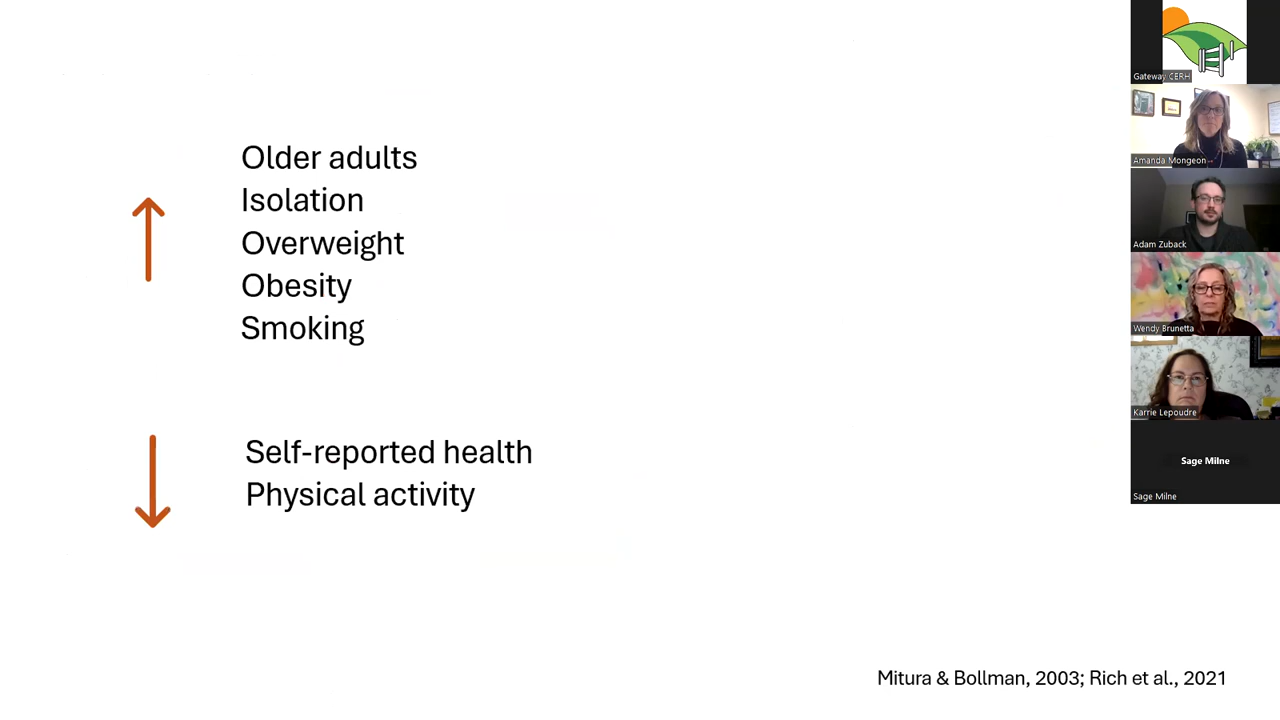 Older adults
Isolation
Overweight
Obesity
Smoking
Self-reported health
Physical activity
Mitura & Bollman, 2003; Rich et al., 2021
Gateway CERH
Amanda Mongeon
Adam Zuback
Wendy Brunetta
Karrie Lepoudre
Sage Milne
Sage Milne